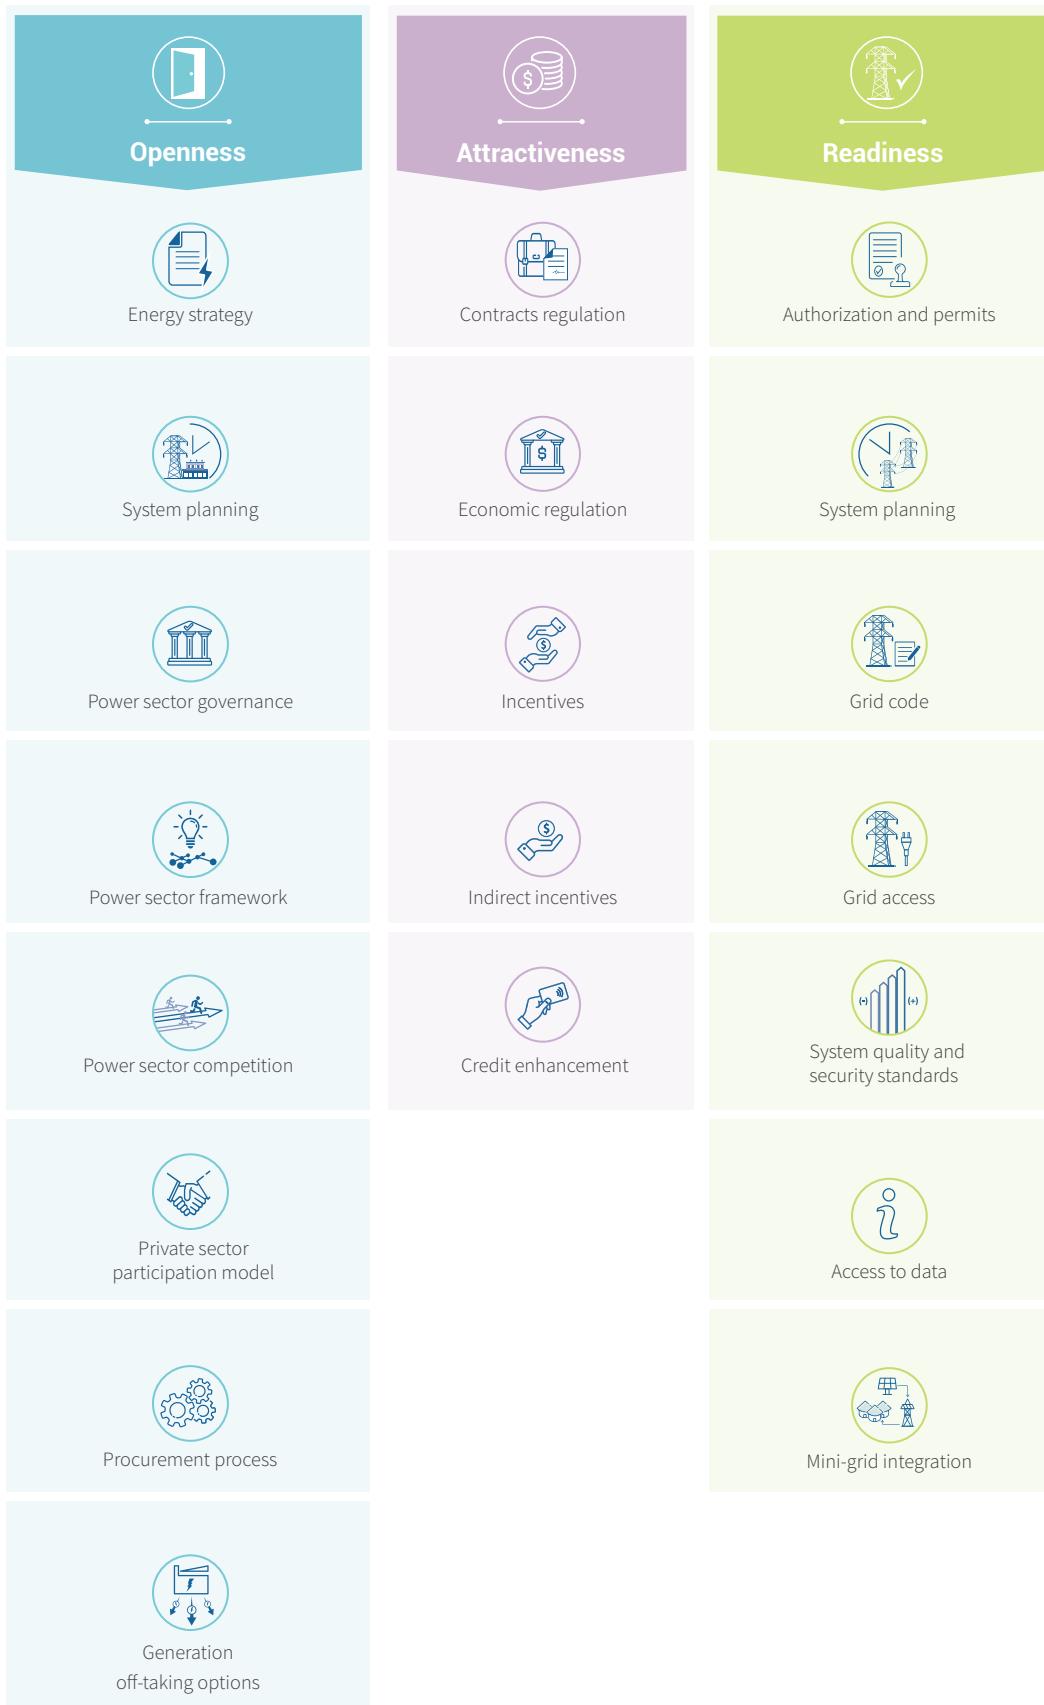 Openness
Energy strategy
System planning
Power sector governance
Power sector framework
Power sector competition
Private sector
participation model
Procurement process
Generation
off-taking options
Attractiveness
$
Contracts regulation
$
Economic regulation
$
Incentives
$
Indirect incentives
Credit enhancement
Readiness
Authorization and permits
System planning
Grid code
Grid access
(-) (+)
System quality and
security standards
Access to data
Mini-grid integration